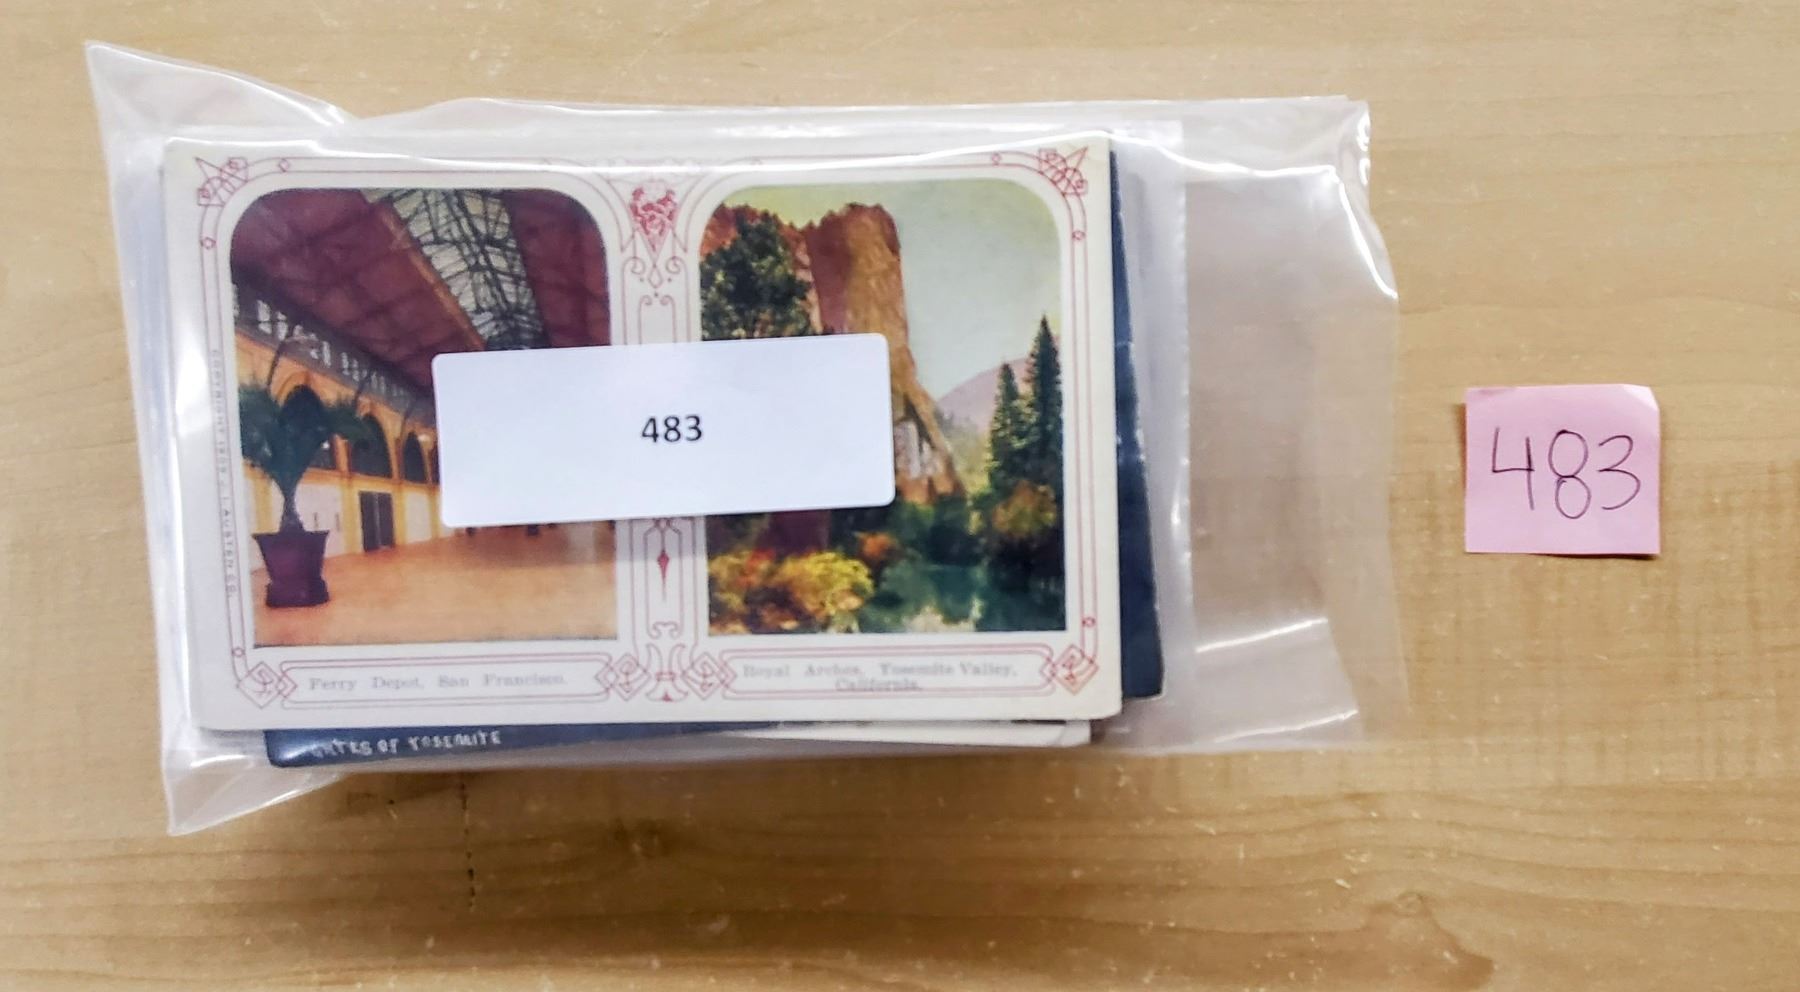 483
483
Ferry Depot, San Francisco.
Royal Arches, Yosemite Valley,
California.
GATES OF YOSEMITE